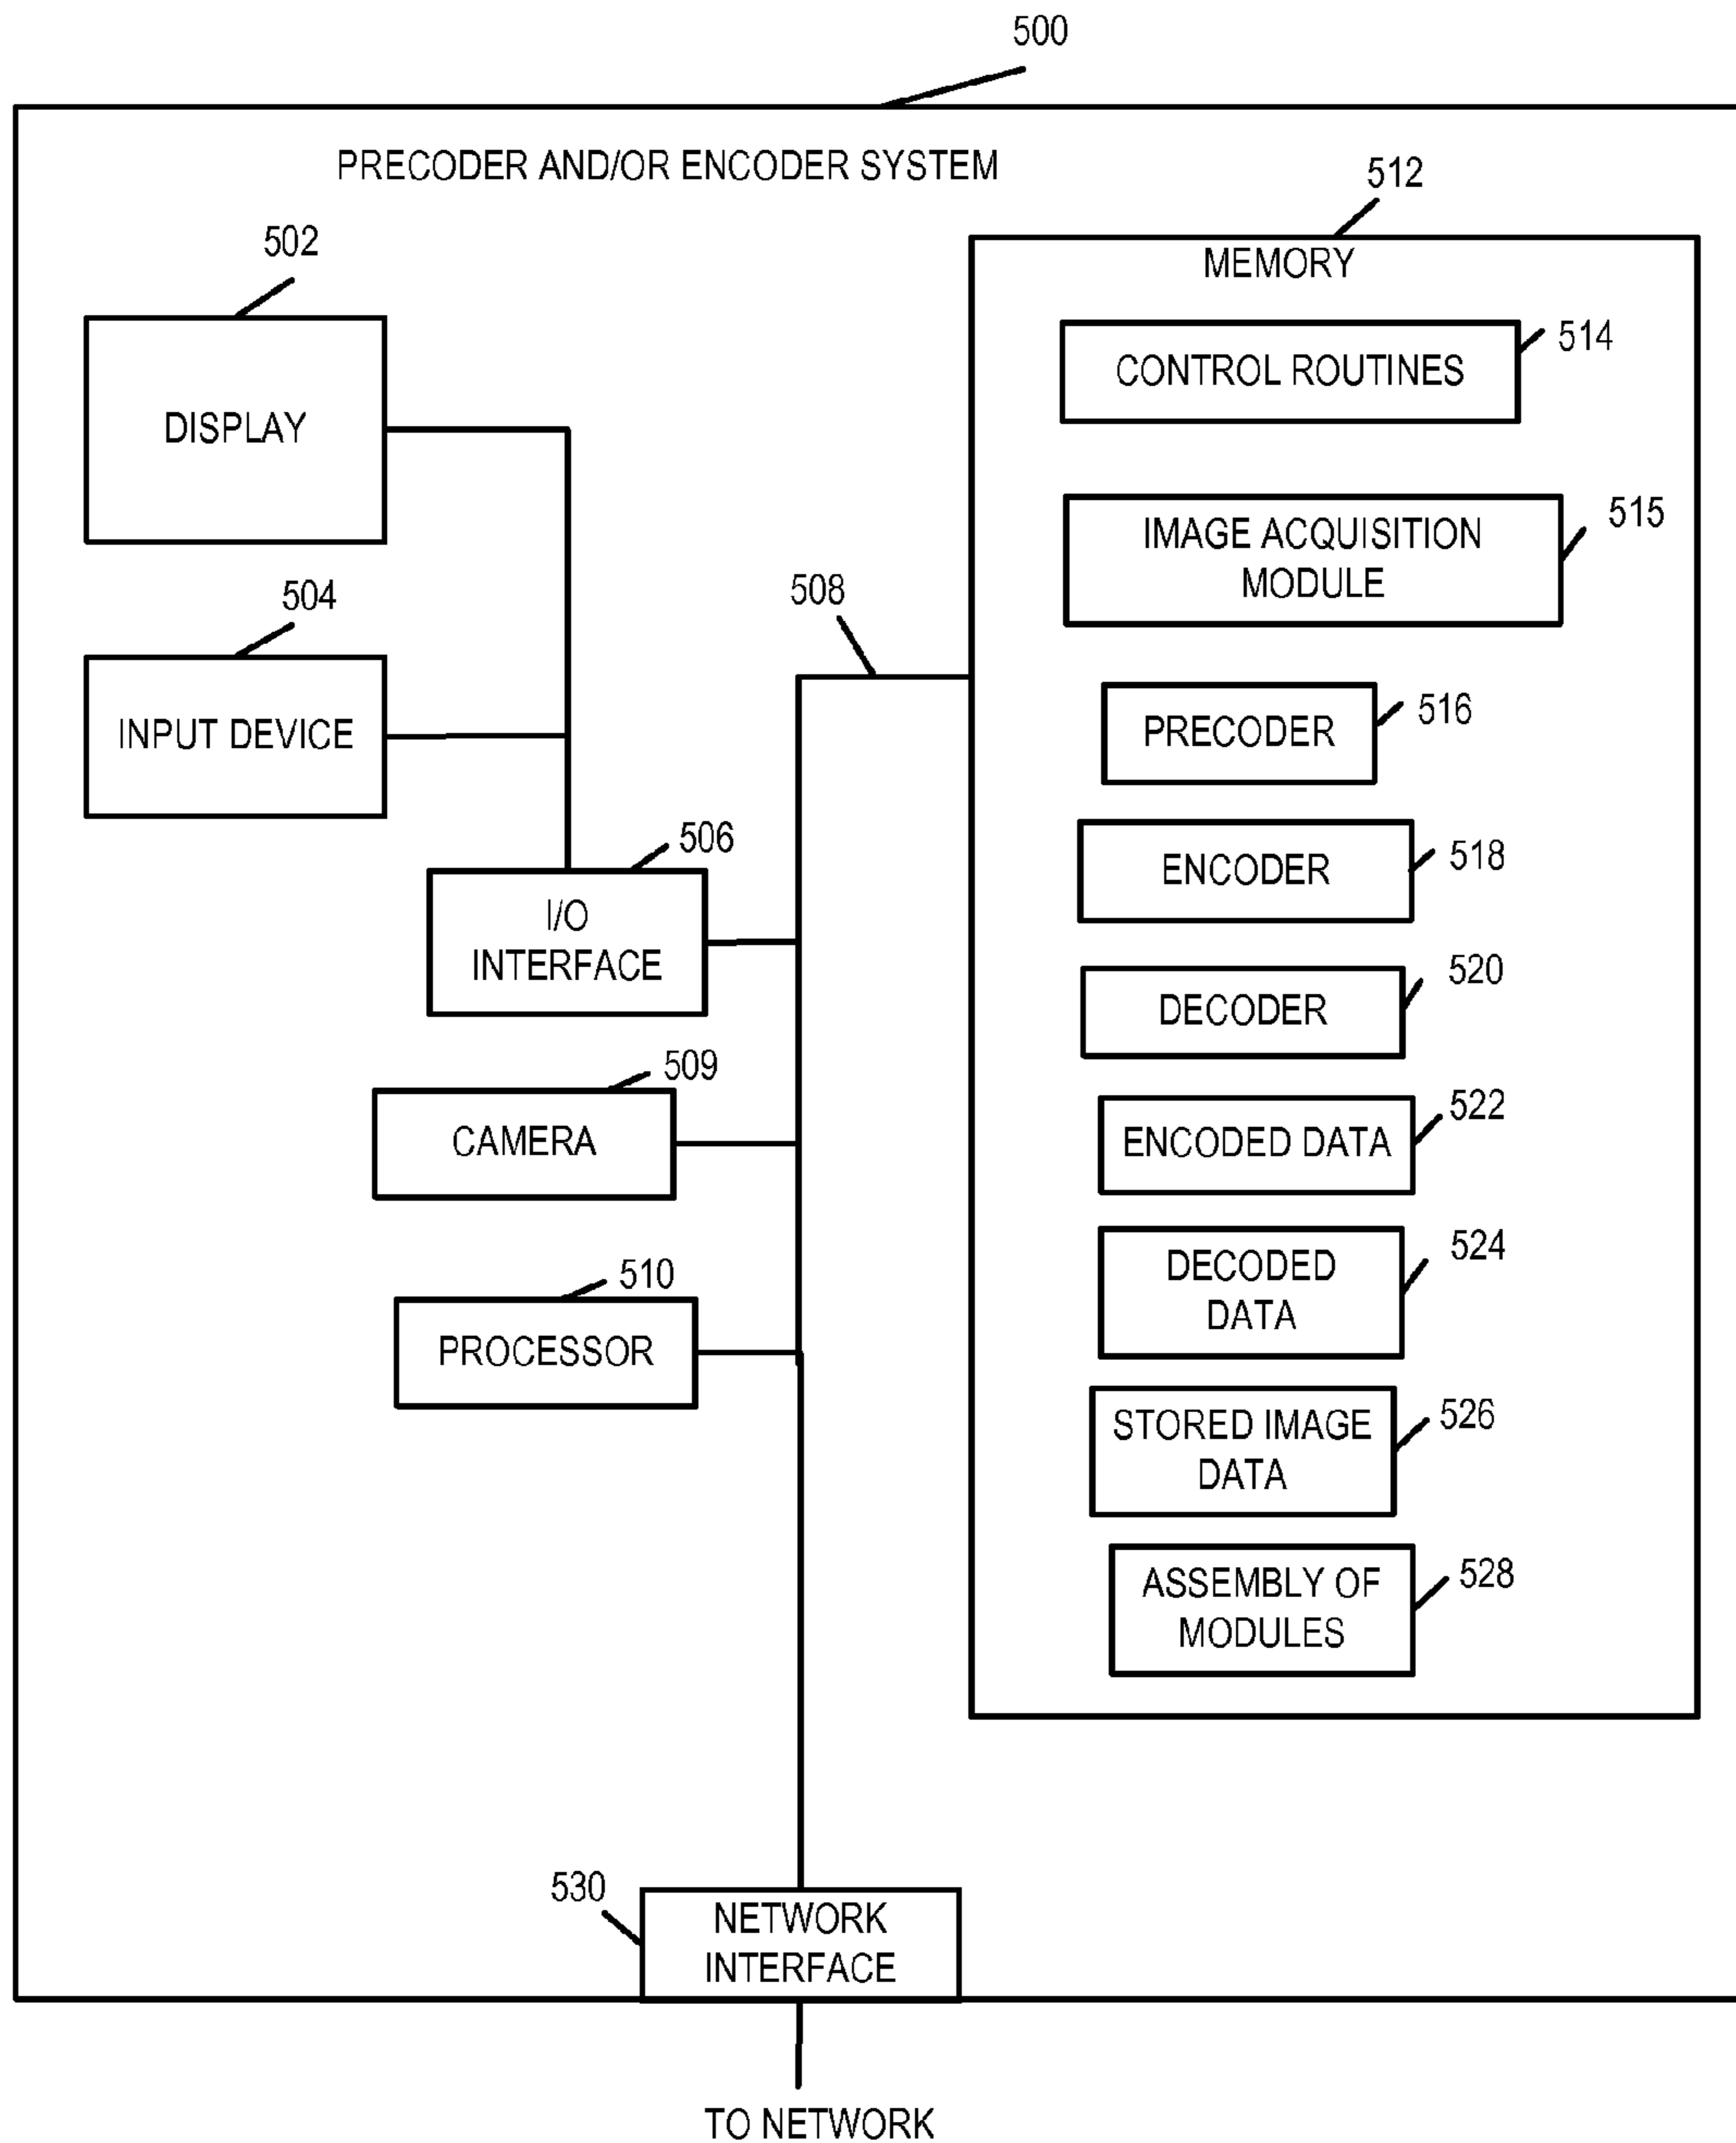 500
PRECODER AND/OR ENCODER SYSTEM
512
MEMORY
502
DISPLAY
504
INPUT DEVICE
506
I/O
INTERFACE
508
509
CAMERA
510
PROCESSOR
514
CONTROL ROUTINES
515
IMAGE ACQUISITION
MODULE
516
PRECODER
518
ENCODER
520
DECODER
522
ENCODED DATA
524
DECODED
DATA
526
STORED IMAGE
DATA
528
ASSEMBLY OF
MODULES
530
NETWORK
INTERFACE
TO NETWORK